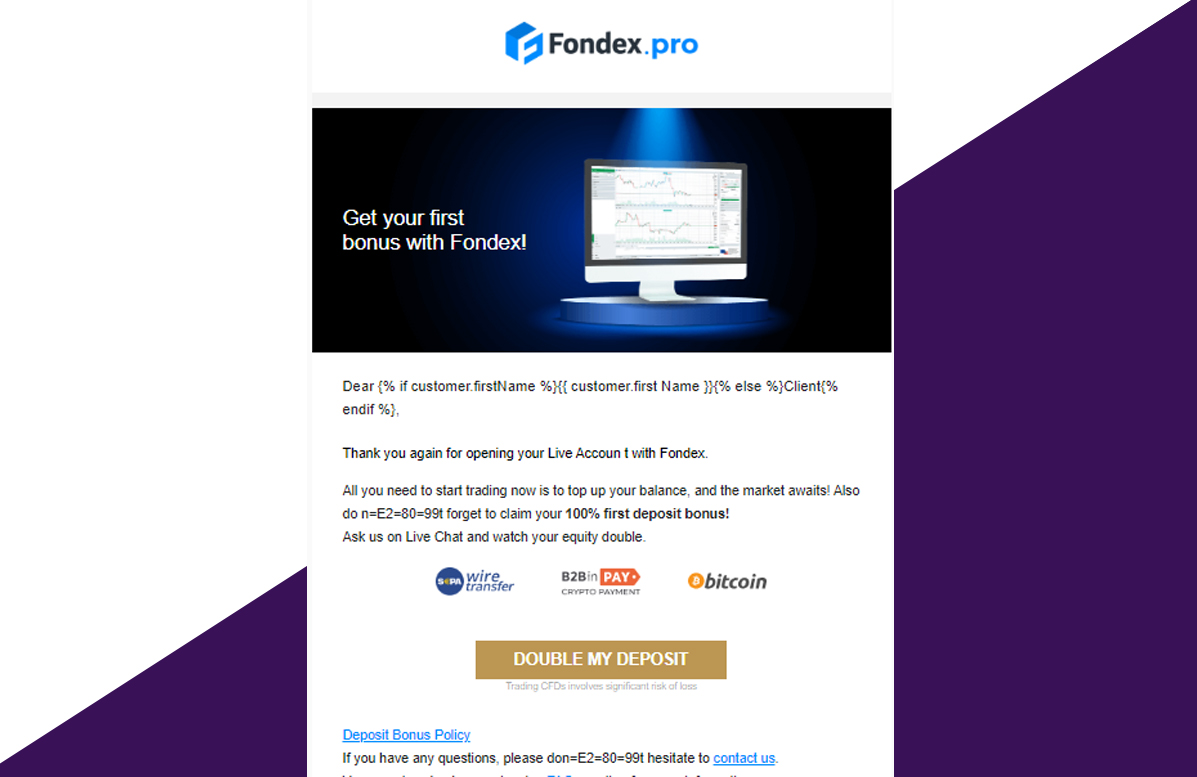 Fondex.pro
Get your first
bonus with Fondex!
Dear {% if customer.firstName %}{{ customer.first Name }}{% else %}Client{%
endif %},
Thank you again for opening your Live Accoun t with Fondex.
All you need to start trading now is to top up your balance, and the market awaits! Also
do n=E2=80=99t forget to claim your 100% first deposit bonus!
Ask us on Live Chat and watch your equity double.
SEPA wire transfer
B2BinPAY CRYPTO PAYMENT
bitcoin
DOUBLE MY DEPOSIT
Trading CFDs involves significant risk of loss
Deposit Bonus Policy
If you have any questions, please don=E2=80=99t hesitate to contact us.